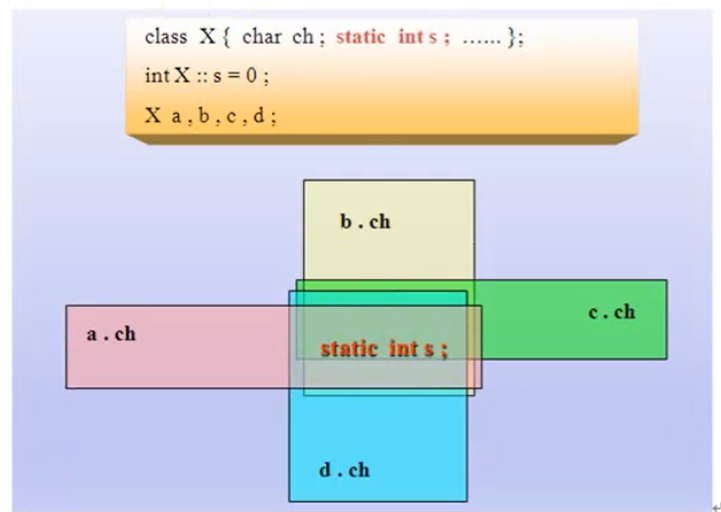 class X { char ch ; static int s ; ...... };
int X :: s = 0 ;
X a , b , c , d ;
b . ch
c . ch
a . ch
static int s ;
d . ch